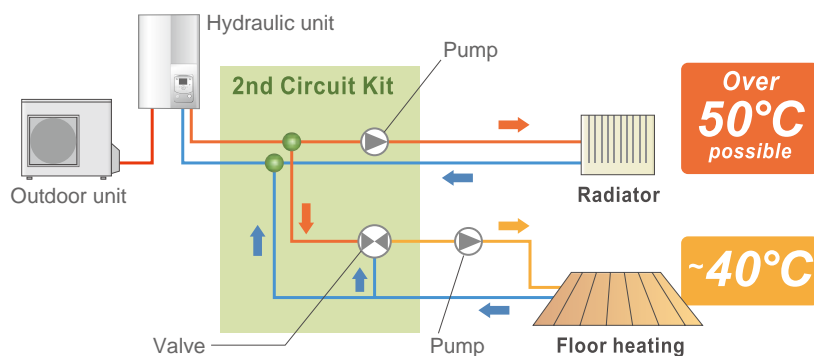 Hydraulic unit
Pump
2nd Circuit Kit
Over
50°C
possible
Outdoor unit
Radiator
~40°C
Valve
Pump
Floor heating